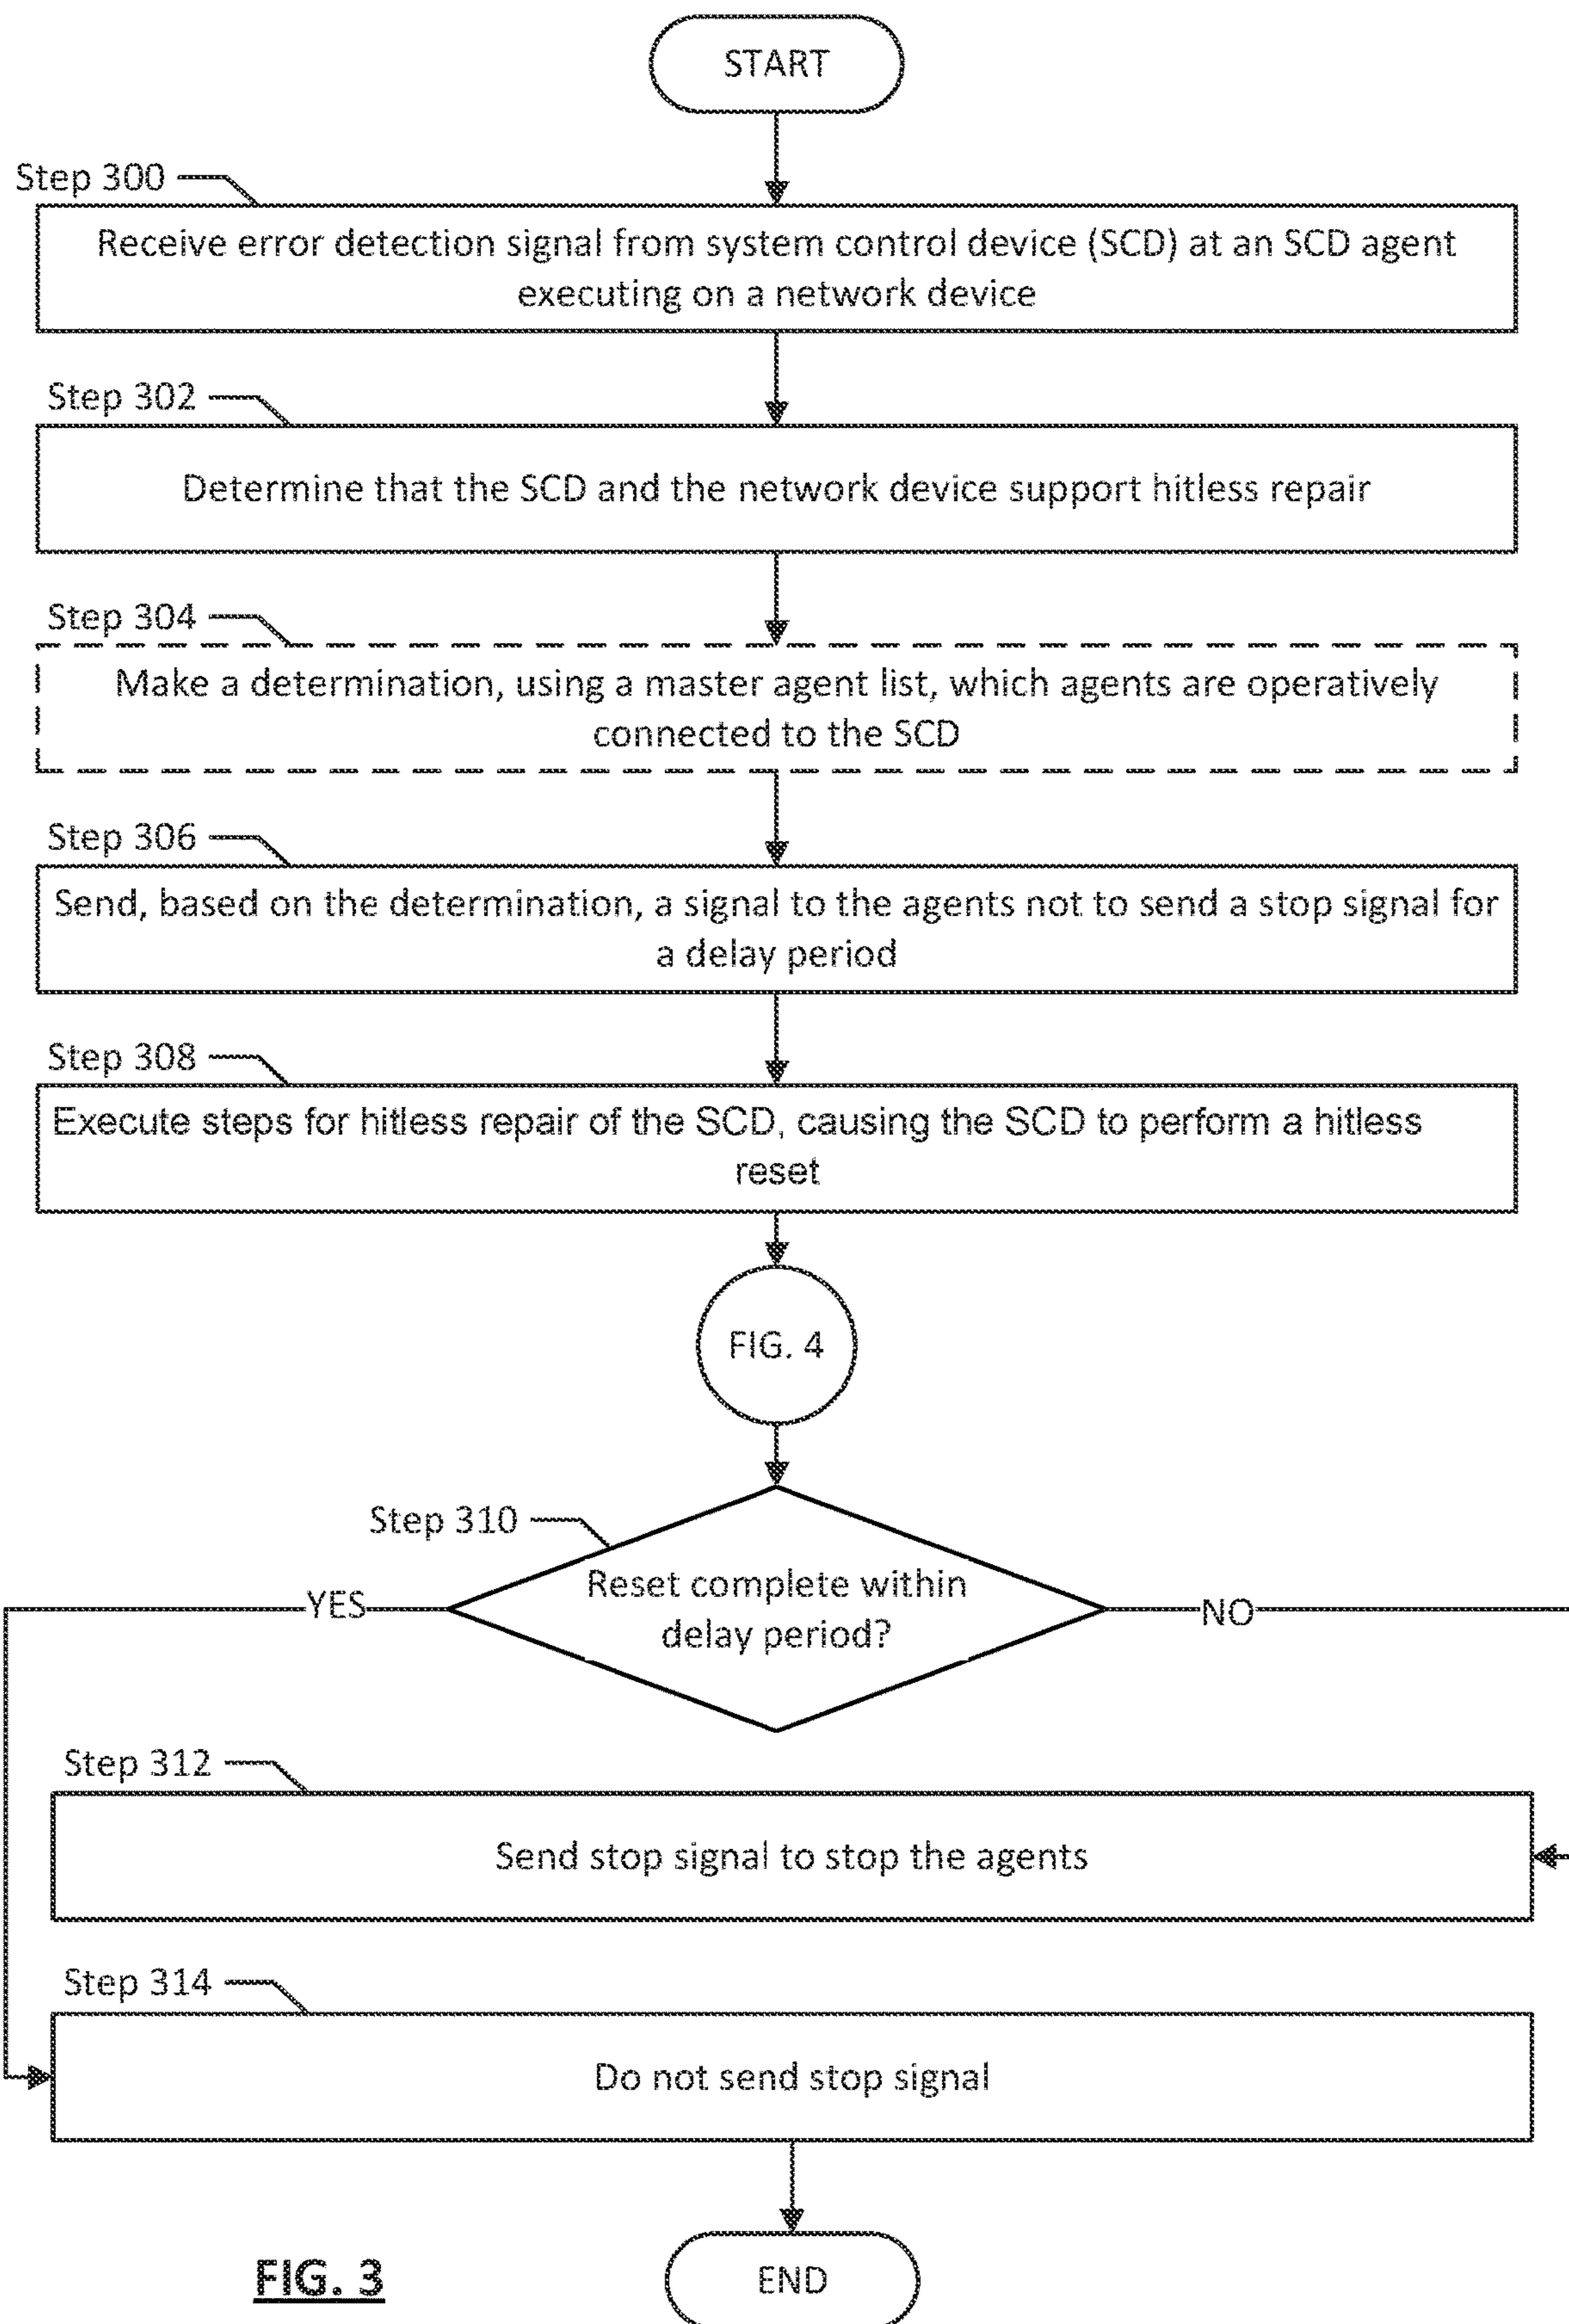 START
Step 300
Receive error detection signal from system control device (SCD) at an SCD agent
executing on a network device
Step 302
Determine that the SCD and the network device support hitless repair
Step 304
Make a determination, using a master agent list, which agents are operatively
connected to the SCD
Step 306
Send, based on the determination, a signal to the agents not to send a stop signal for
a delay period
Step 308
Execute steps for hitless repair of the SCD, causing the SCD to perform a hitless
reset
FIG. 4
Step 310
Reset complete within
delay period?
YES
NO
Step 312
Send stop signal to stop the agents
Step 314
Do not send stop signal
END
FIG. 3